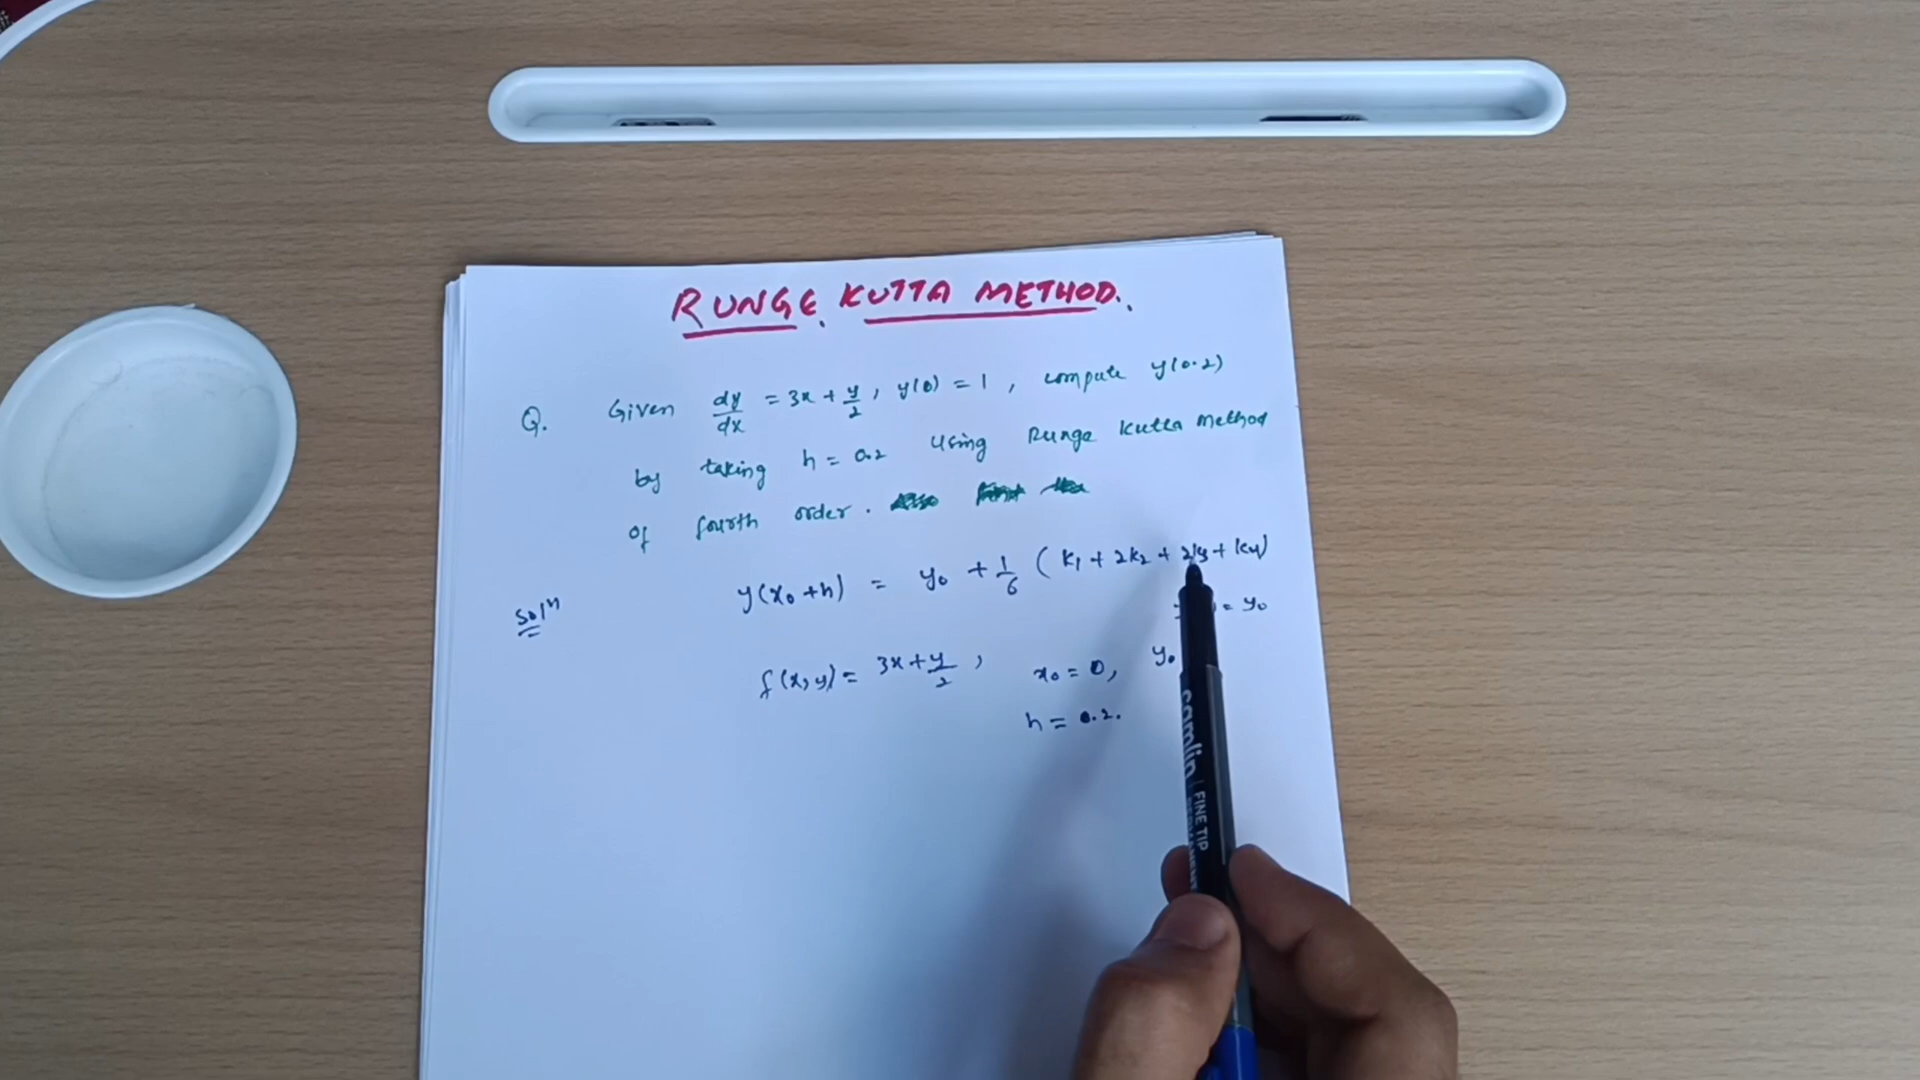 RUNGE KUTTA METHOD.
Q. Given dy/dx = 3x + y/2, y(0) = 1, compute y(0.2)
by taking h = 0.2 using Runge Kutta Method
of fourth order.
Solⁿ y(x₀+h) = y₀ + 1/6 (k₁ + 2k₂ + 2k₃ + k₄)
= y₀
f(x,y) = 3x + y/2, x₀ = 0, y₀
h = 0.2.
camlin FINE TIP